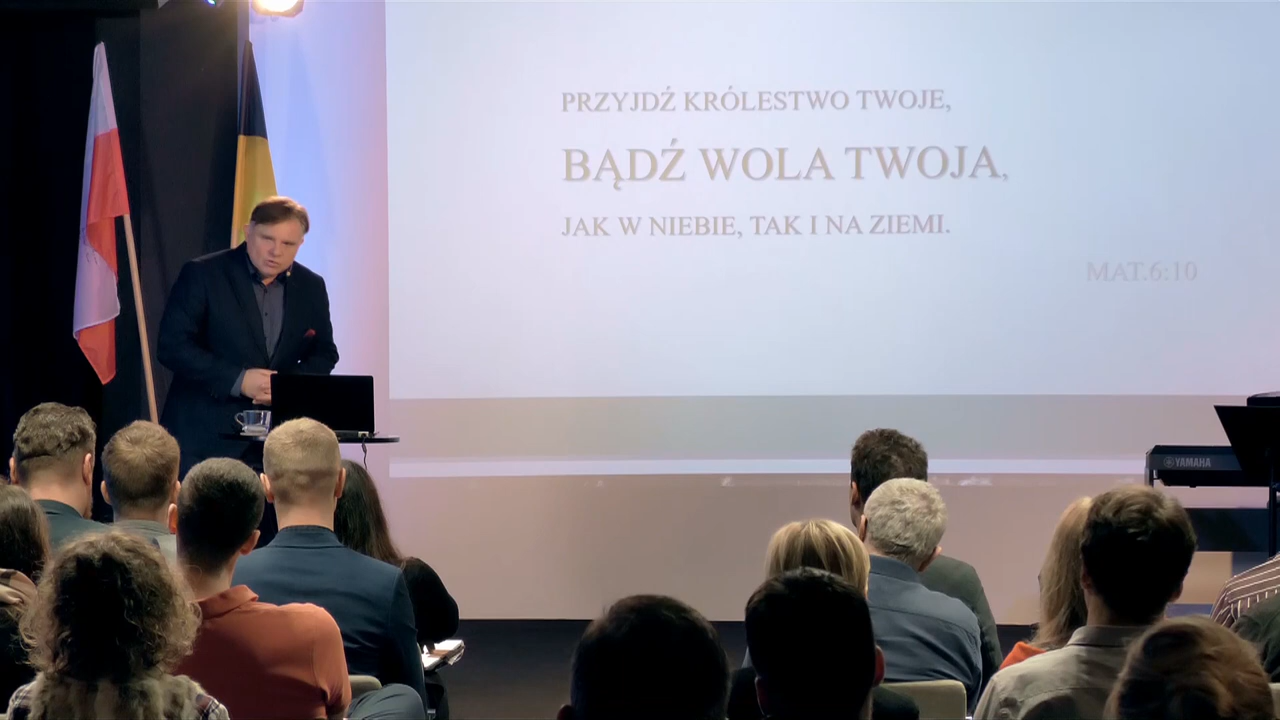 PRZYJDŹ KRÓLESTWO TWOJE,
BĄDŹ WOLA TWOJA,
JAK W NIEBIE, TAK I NA ZIEMI.
MAT.6:10
YAMAHA